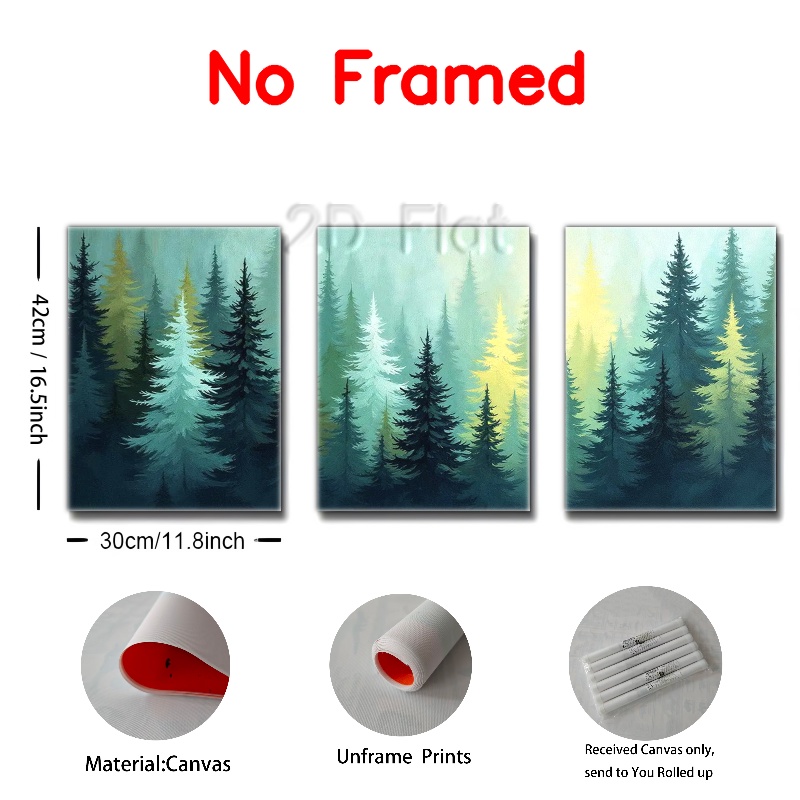 No Framed
2D Flat
42cm / 16.5inch
30cm/11.8inch
Material:Canvas
Unframe Prints
Received Canvas only,
send to You Rolled up